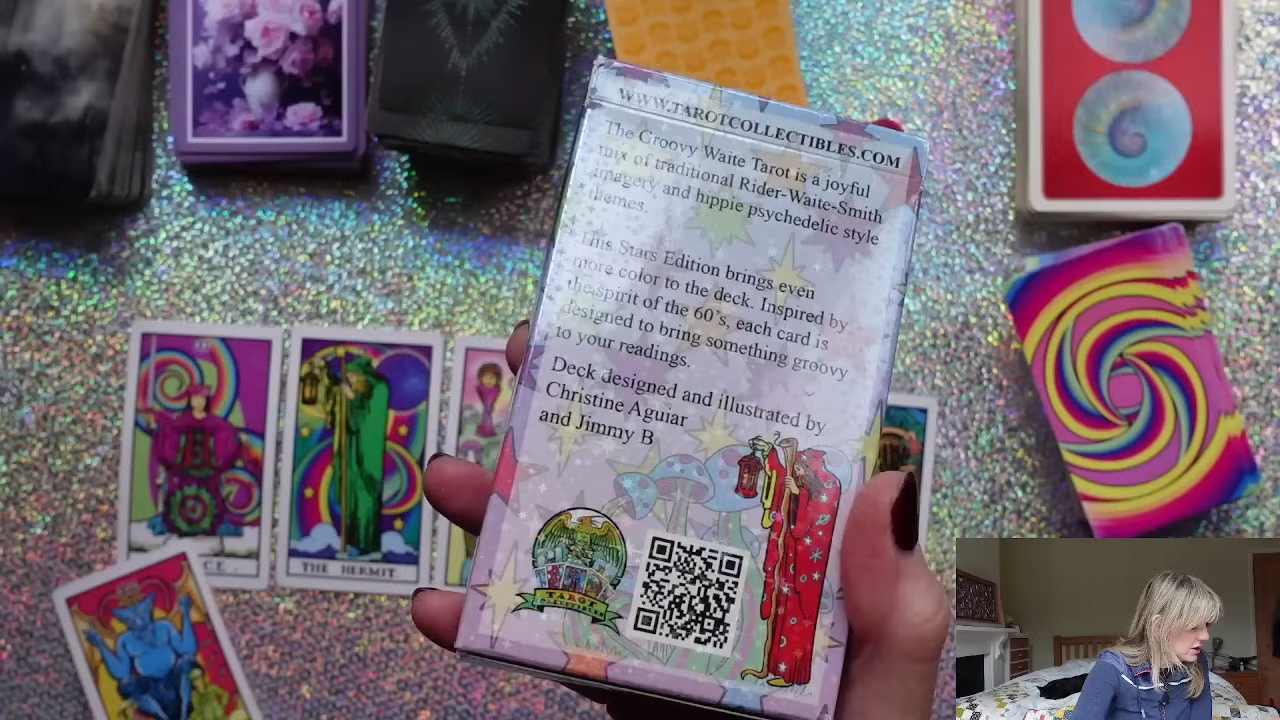 WWW.TAROTCOLLECTIBLES.COM
The Groovy Waite Tarot is a joyful
mix of traditional Rider-Waite-Smith
imagery and hippie psychedelic style
themes.
This Stars Edition brings even
more color to the deck. Inspired by
the spirit of the 60's, each card is
designed to bring something groovy
to your readings.
Deck designed and illustrated by
Christine Aguiar
and Jimmy B
THE HERMIT.
TAROT
COLLECTIBLES